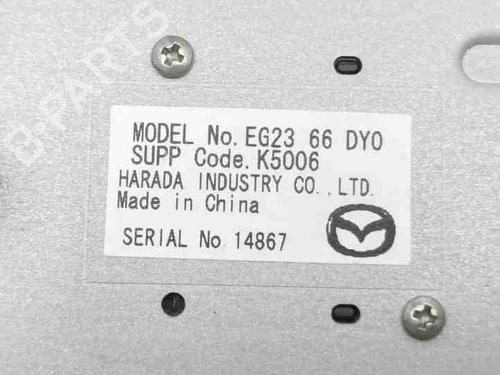 B-PARTS
MODEL No. EG23 66 DY0
SUPP Code. K5006
HARADA INDUSTRY CO.,LTD.
Made in China
SERIAL No 14867